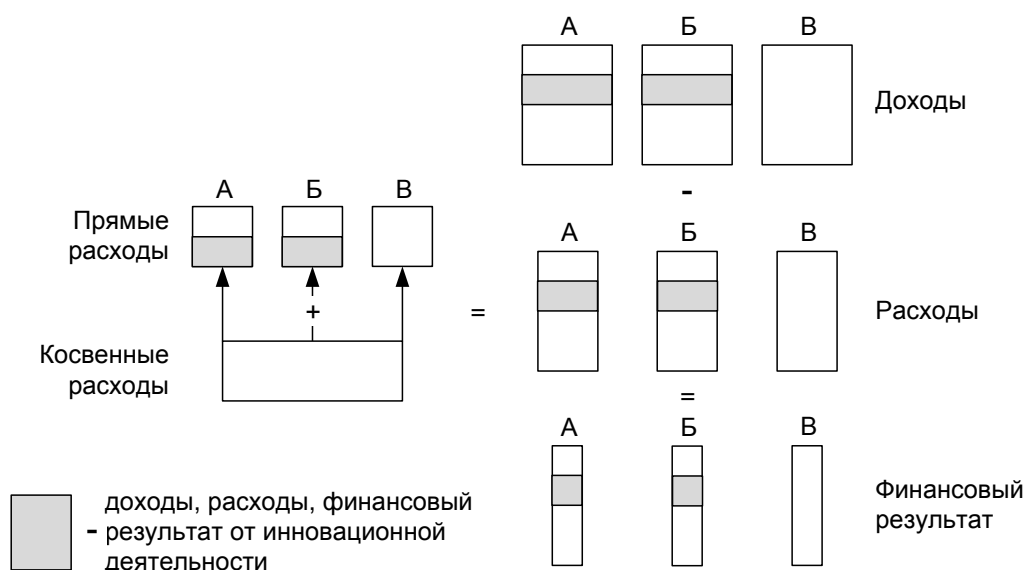 А Б В
Доходы
-
А Б В
Прямые
расходы
+
Косвенные
расходы
=
А Б В
Расходы
=
А Б В
Финансовый
результат
доходы, расходы, финансовый
- результат от инновационной
деятельности